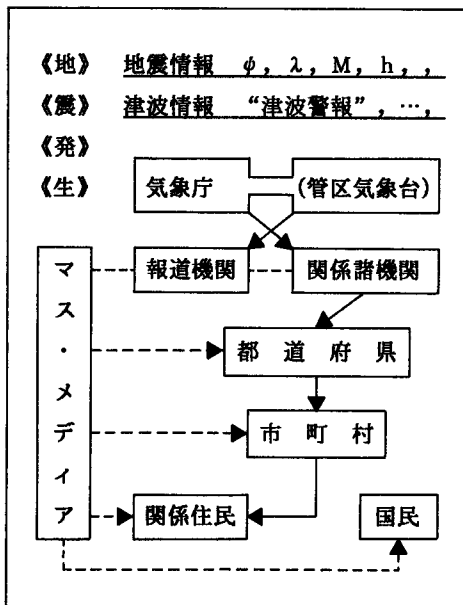 《地》 地震情報 φ, λ, M, h, ,
《震》 津波情報 “津波警報”, …,
《発》
《生》 気象庁 (管区気象台)
報道機関 関係諸機関
マス・メディア
都道府県
市町村
関係住民 国民